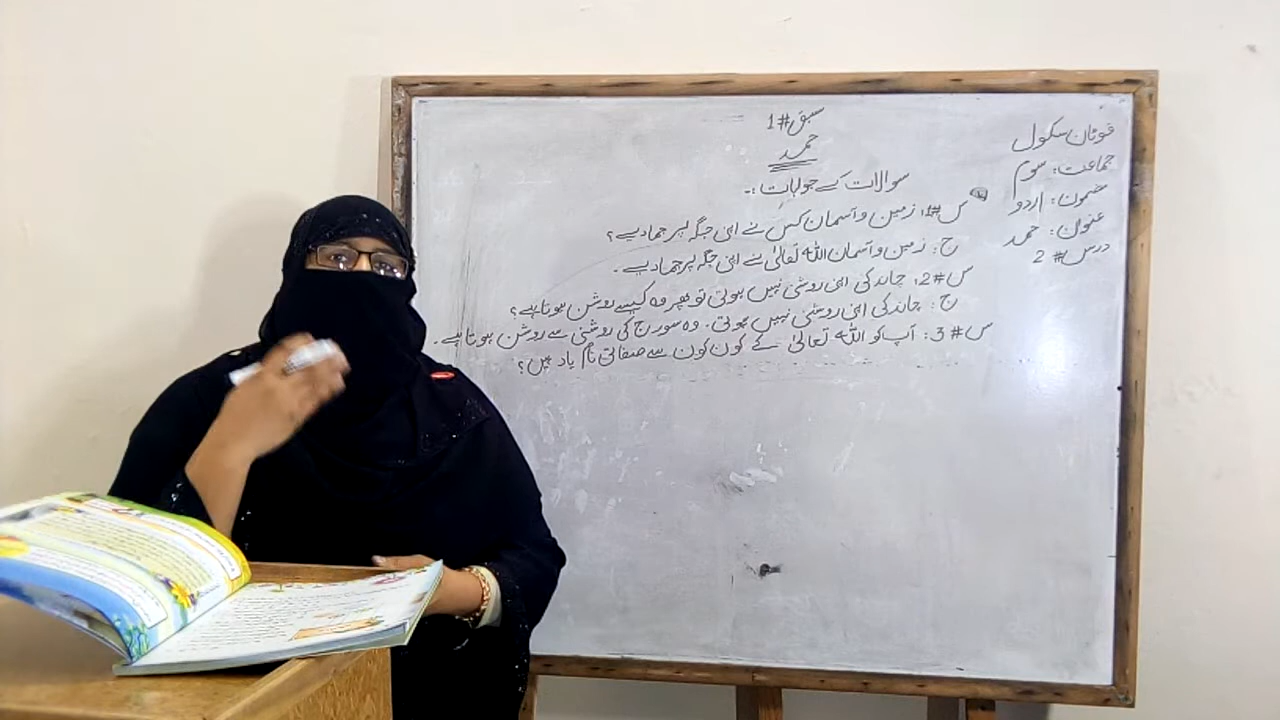 سبق #1
حمد
سوالات کے جوابات :۔
س #1: زمین و آسمان کس نے اپنی جگہ پر جمادیے؟
ج: زمین و آسمان اللہ تعالیٰ نے اپنی جگہ پر جمادیے۔
س #2: چاند کی اپنی روشنی نہیں ہوتی تو پھر وہ کیسے روشن ہوتا ہے؟
ج: چاند کی اپنی روشنی نہیں ہوتی۔ وہ سورج کی روشنی سے روشن ہوتا ہے۔
س #3: آپ کو اللہ تعالیٰ کے کون کون سے صفاتی نام یاد ہیں؟
سکول
جماعت: سوم
مضمون: اردو
عنوان: حمد
درس # 2